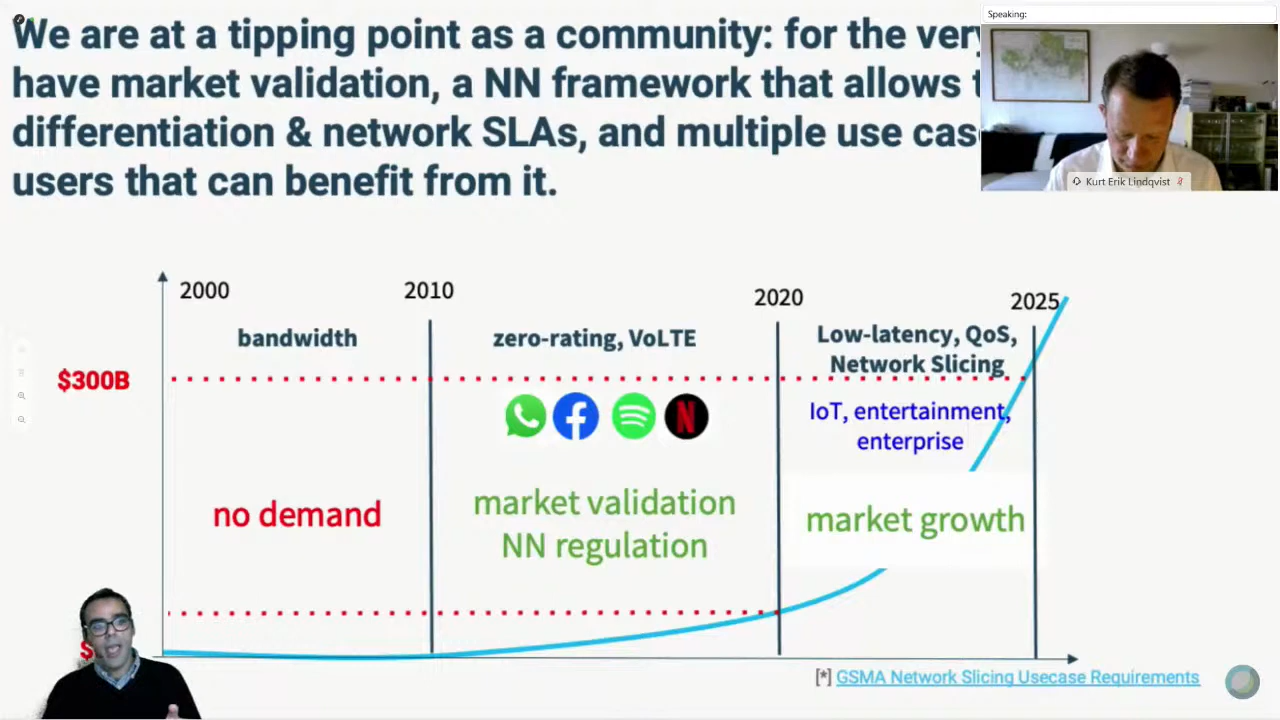 We are at a tipping point as a community: for the very
have market validation, a NN framework that allows
differentiation & network SLAs, and multiple use
users that can benefit from it.
Speaking:
Kurt Erik Lindqvist
2000
2010
2020
2025
bandwidth
zero-rating, VoLTE
Low-latency, QoS,
Network Slicing
$300B
IoT, entertainment,
enterprise
no demand
market validation
NN regulation
market growth
[*] GSMA Network Slicing Usecase Requirements